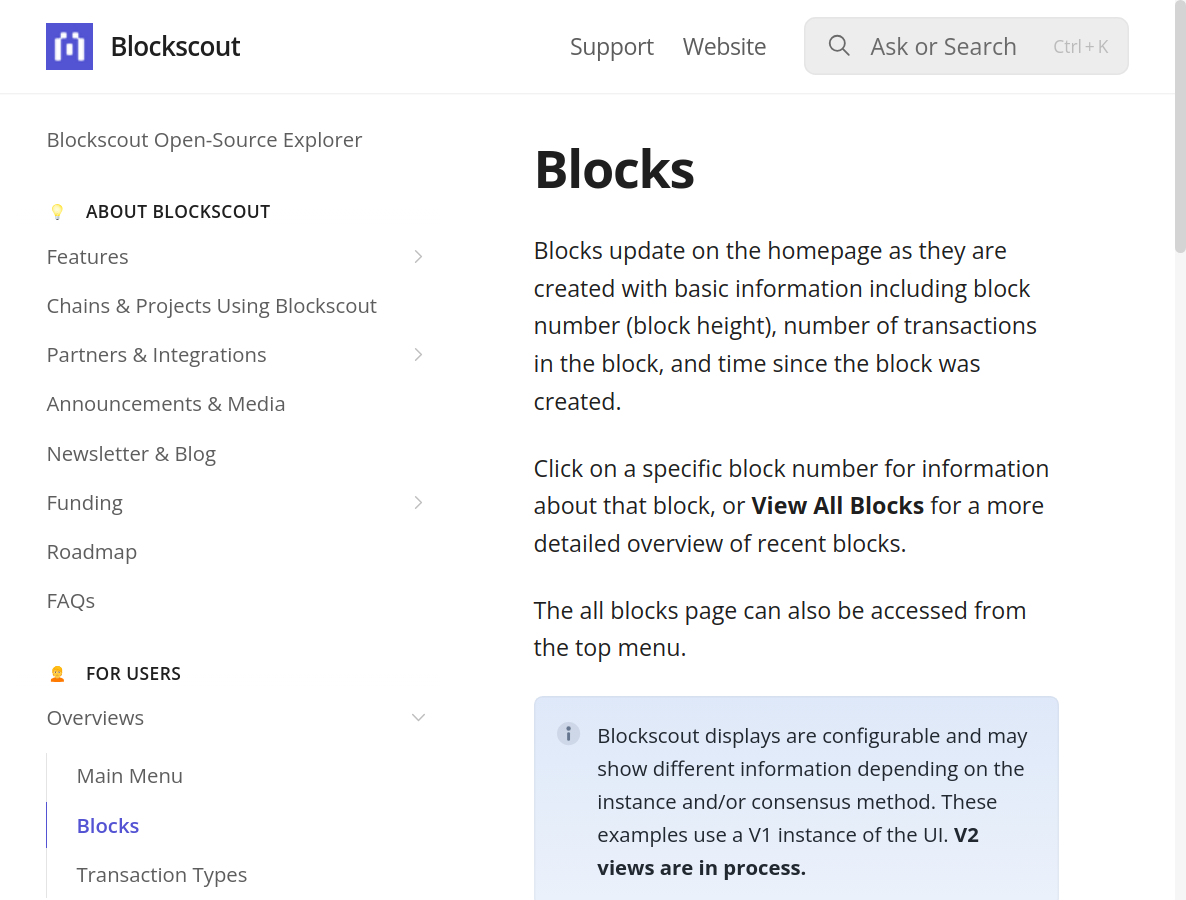 Blockscout
Support
Website
Ask or Search
Ctrl + K
Blockscout Open-Source Explorer
ABOUT BLOCKSCOUT
Features
Chains & Projects Using Blockscout
Partners & Integrations
Announcements & Media
Newsletter & Blog
Funding
Roadmap
FAQs
FOR USERS
Overviews
Main Menu
Blocks
Transaction Types
Blocks
Blocks update on the homepage as they are
created with basic information including block
number (block height), number of transactions
in the block, and time since the block was
created.
Click on a specific block number for information
about that block, or View All Blocks for a more
detailed overview of recent blocks.
The all blocks page can also be accessed from
the top menu.
Blockscout displays are configurable and may
show different information depending on the
instance and/or consensus method. These
examples use a V1 instance of the UI. V2
views are in process.